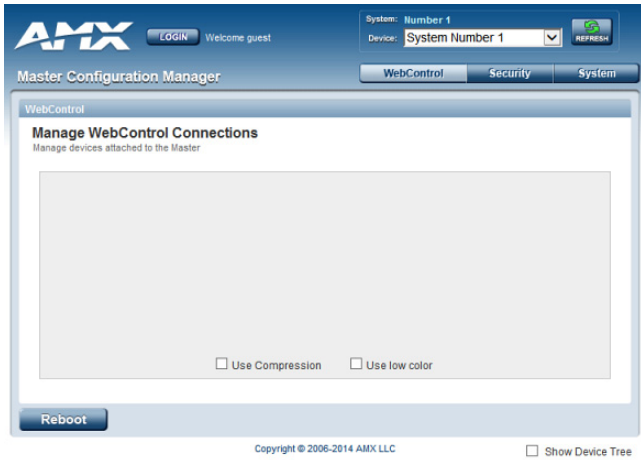 AMX LOGIN Welcome guest
System: Number 1
Device: System Number 1
REFRESH
Master Configuration Manager
WebControl Security System
WebControl
Manage WebControl Connections
Manage devices attached to the Master
Use Compression Use low color
Reboot
Copyright © 2006-2014 AMX LLC
Show Device Tree